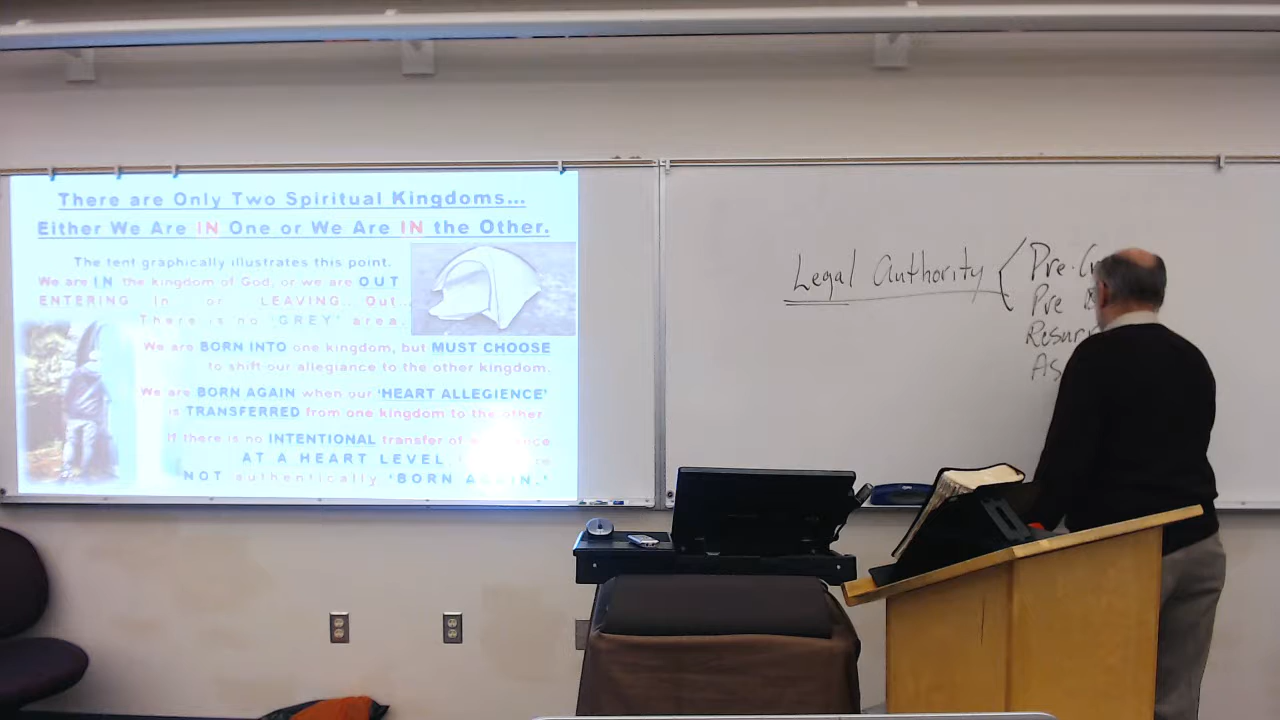 There are Only Two Spiritual Kingdoms...
Either We Are IN One or We Are IN the Other.
The tent graphically illustrates this point.
We are IN the kingdom of God, or we are OUT
ENTERING In or LEAVING.. Out..
There is no 'GREY' area.
We are BORN INTO one kingdom, but MUST CHOOSE
to shift our allegiance to the other kingdom.
We are BORN AGAIN when our 'HEART ALLEGIENCE'
is TRANSFERRED from one kingdom to the other
If there is no INTENTIONAL transfer of
AT A HEART LEVEL,
NOT authentically 'BORN AGAIN.'
Legal Authority
Pre
Pre